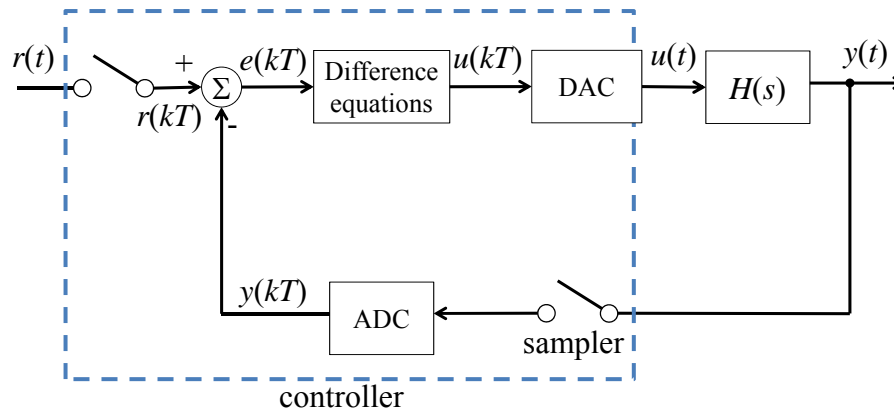 r(t)
+
r(kT)
Σ
-
e(kT)
Difference
equations
u(kT)
DAC
u(t)
H(s)
y(t)
y(kT)
ADC
sampler
controller